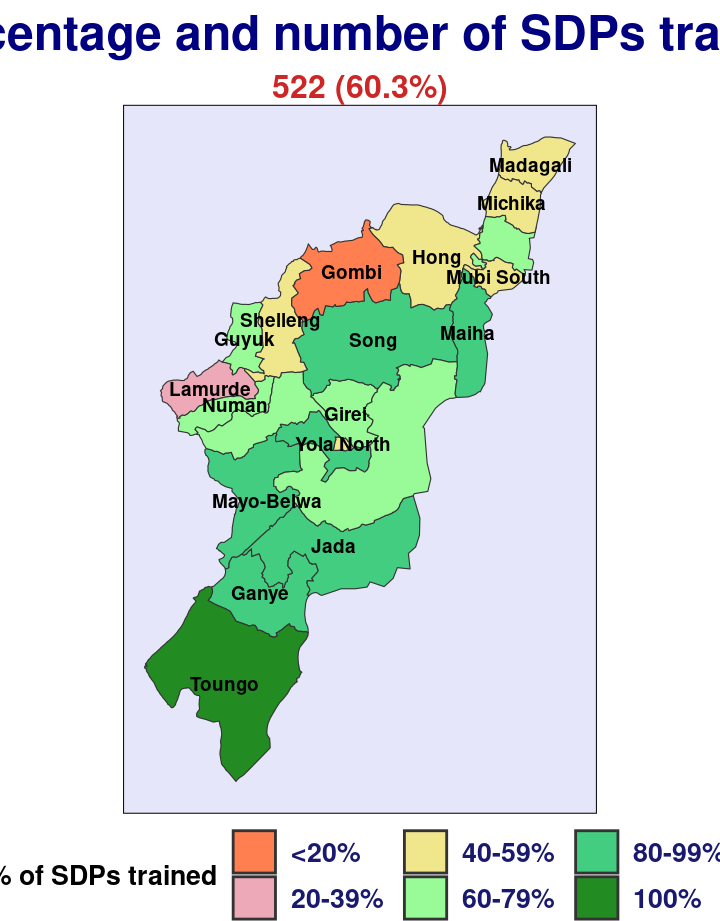 centage and number of SDPs tra
522 (60.3%)
Madagali
Michika
Hong
Gombi
Mubi South
Shelleng
Maiha
Guyuk
Song
Lamurde
Numan
Girei
Yola North
Mayo-Belwa
Jada
Ganye
Toungo
% of SDPs trained
<20%
40-59%
80-99%
20-39%
60-79%
100%